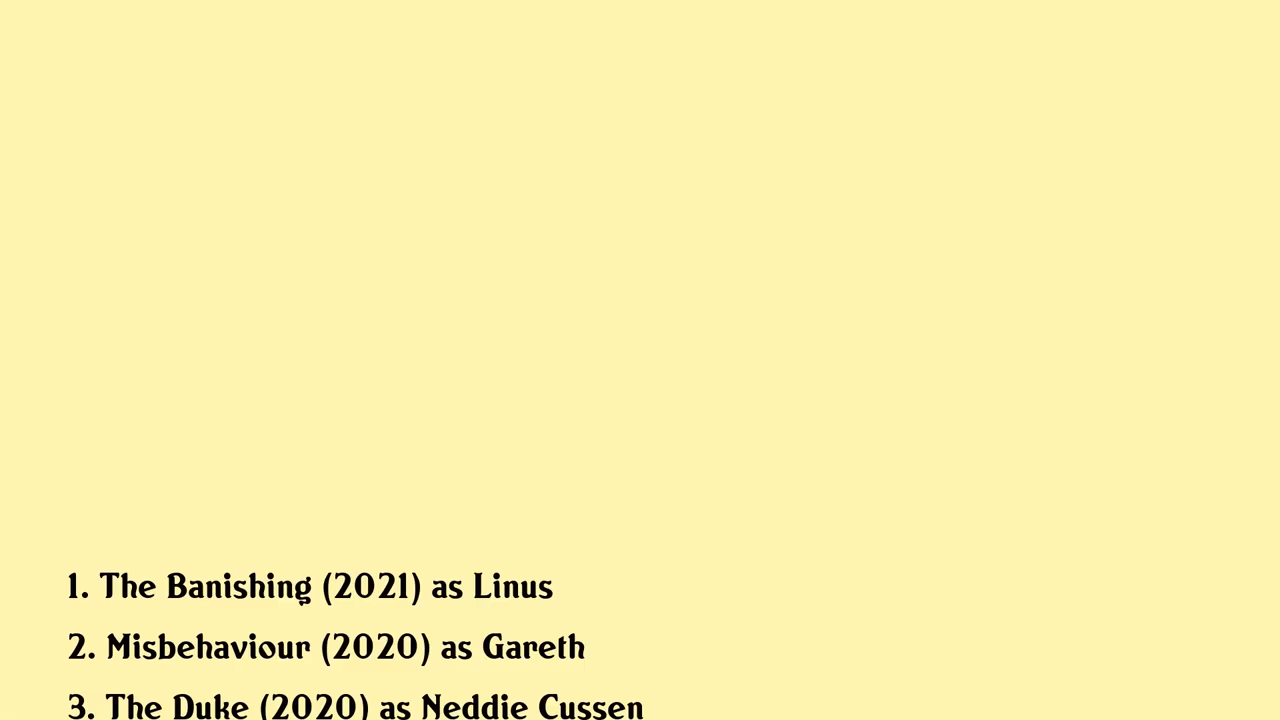 1. The Banishing (2021) as Linus
2. Misbehaviour (2020) as Gareth
3. The Duke (2020) as Neddie Cussen